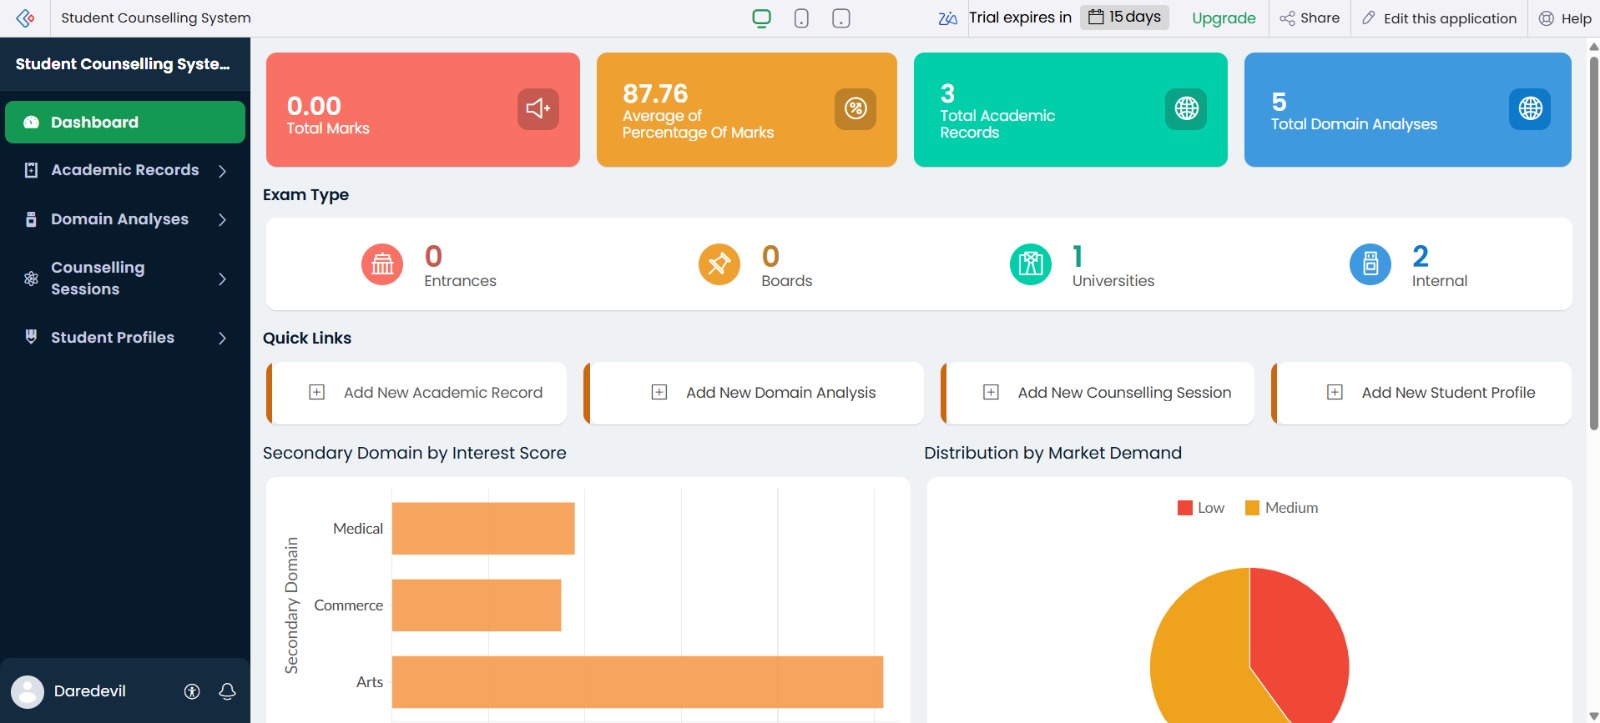 Student Counselling System
Trial expires in
15 days
Upgrade
Share
Edit this application
Help
Student Counselling Syste...
Dashboard
Academic Records
Domain Analyses
Counselling
Sessions
Student Profiles
Daredevil
0.00
Total Marks
87.76
Average of
Percentage Of Marks
3
Total Academic
Records
5
Total Domain Analyses
Exam Type
0
Entrances
0
Boards
1
Universities
2
Internal
Quick Links
Add New Academic Record
Add New Domain Analysis
Add New Counselling Session
Add New Student Profile
Secondary Domain by Interest Score
Secondary Domain
Medical
Commerce
Arts
Distribution by Market Demand
Low
Medium